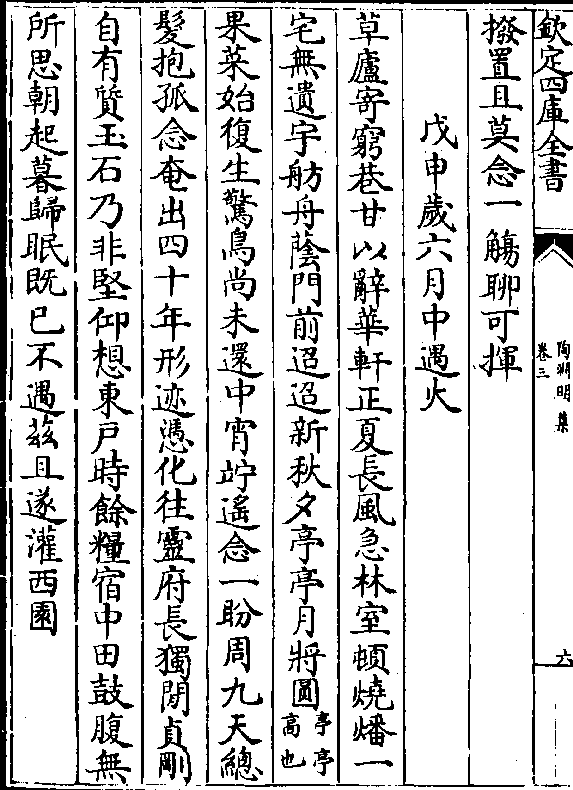 欽定四庫全書
陶淵明集
卷三
六
撥置且莫念一觴聊可揮
戊申歲六月中遇火
草廬寄窮巷甘以辭華軒正夏長風急林室頓燒燔一
宅無遺宇舫舟蔭門前迢迢新秋夕亭亭月將圓亭亭高也
果菜始復生驚鳥尚未還中宵竚遙念一盼周九天總
髮抱孤念奄出四十年形迹憑化往靈府長獨閒貞剛
自有質玉石乃非堅仰想東戶時餘糧宿中田鼓腹無
所思朝起暮歸眠既已不遇茲且遂灌西園